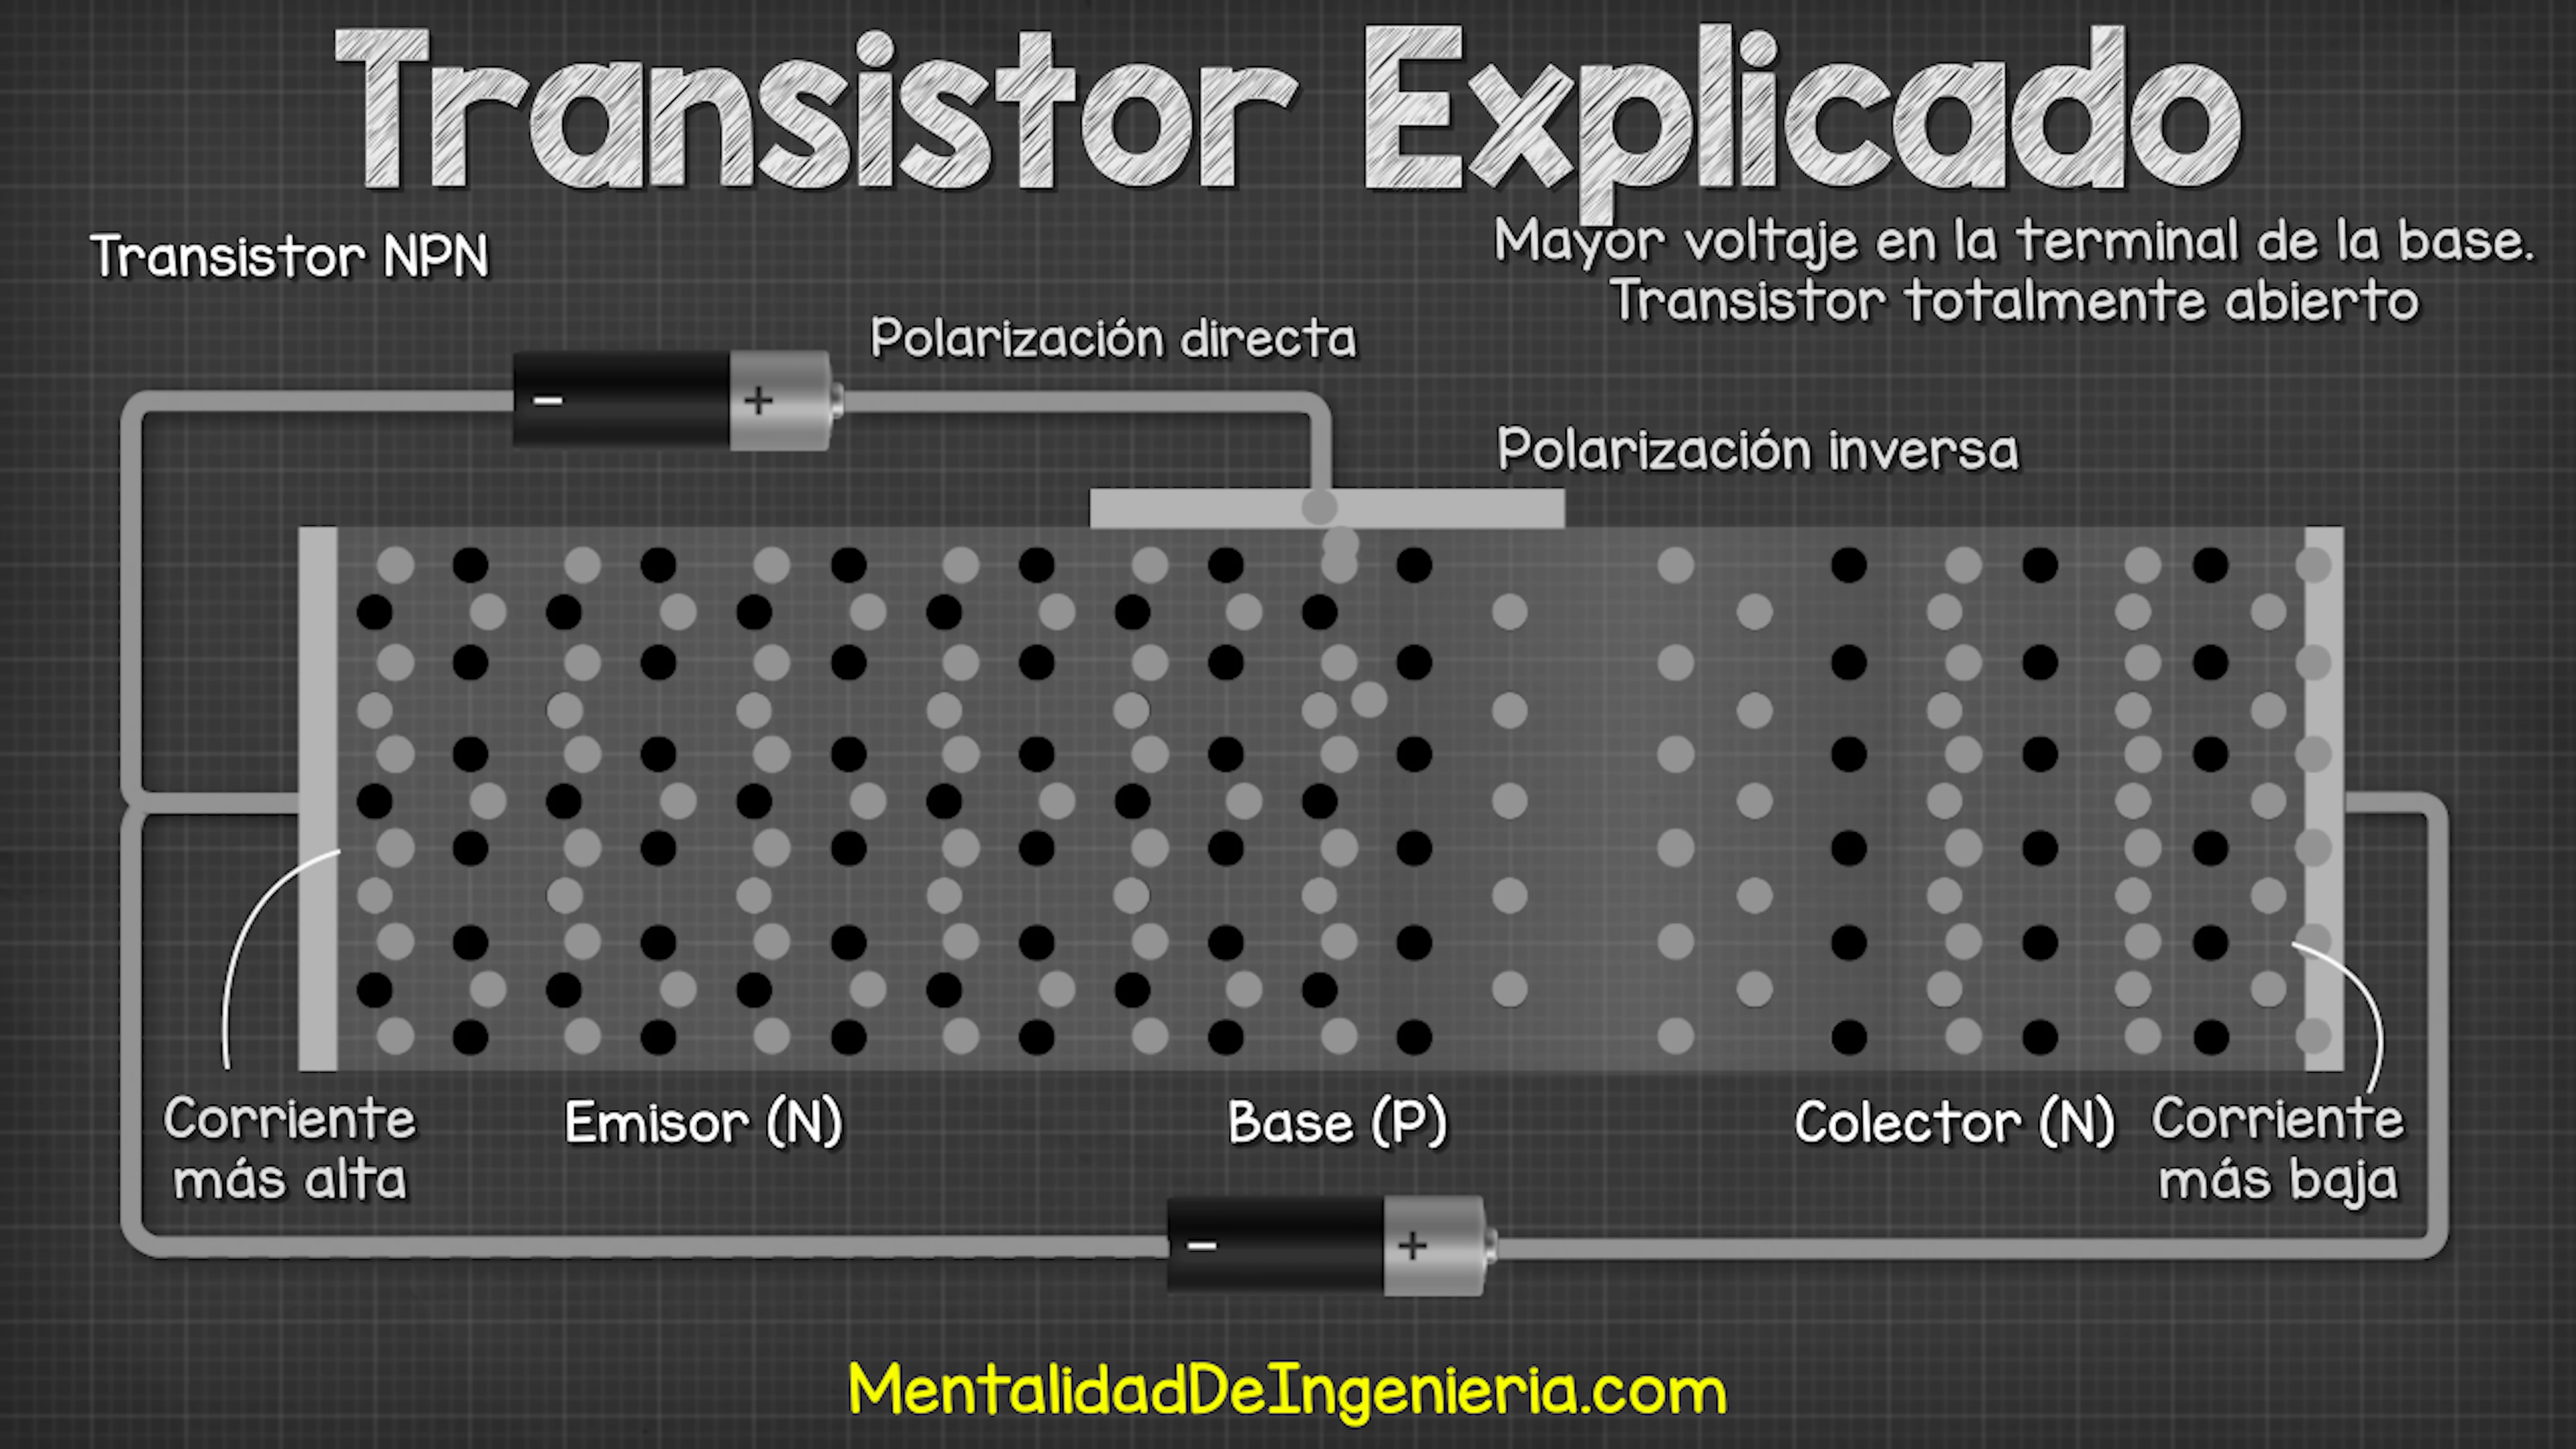 Transistor Explicado
Transistor NPN
Mayor voltaje en la terminal de la base.
Transistor totalmente abierto
Polarización directa
- +
Polarización inversa
Corriente
más alta
Emisor (N)
Base (P)
Colector (N)
Corriente
más baja
- +
MentalidadDeIngenieria.com